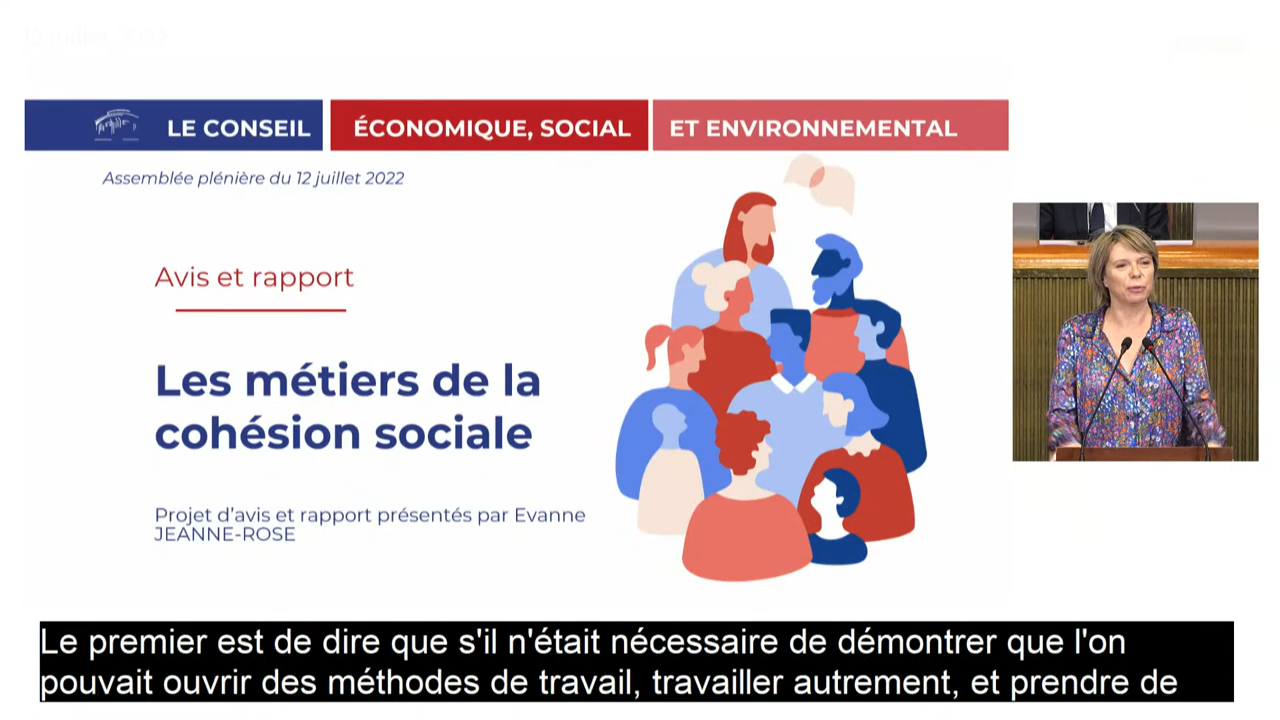 LE CONSEIL
ÉCONOMIQUE, SOCIAL
ET ENVIRONNEMENTAL
Assemblée plénière du 12 juillet 2022
Avis et rapport
Les métiers de la
cohésion sociale
Projet d'avis et rapport présentés par Evanne
JEANNE-ROSE
Le premier est de dire que s'il n'était nécessaire de démontrer que l'on
pouvait ouvrir des méthodes de travail, travailler autrement, et prendre de